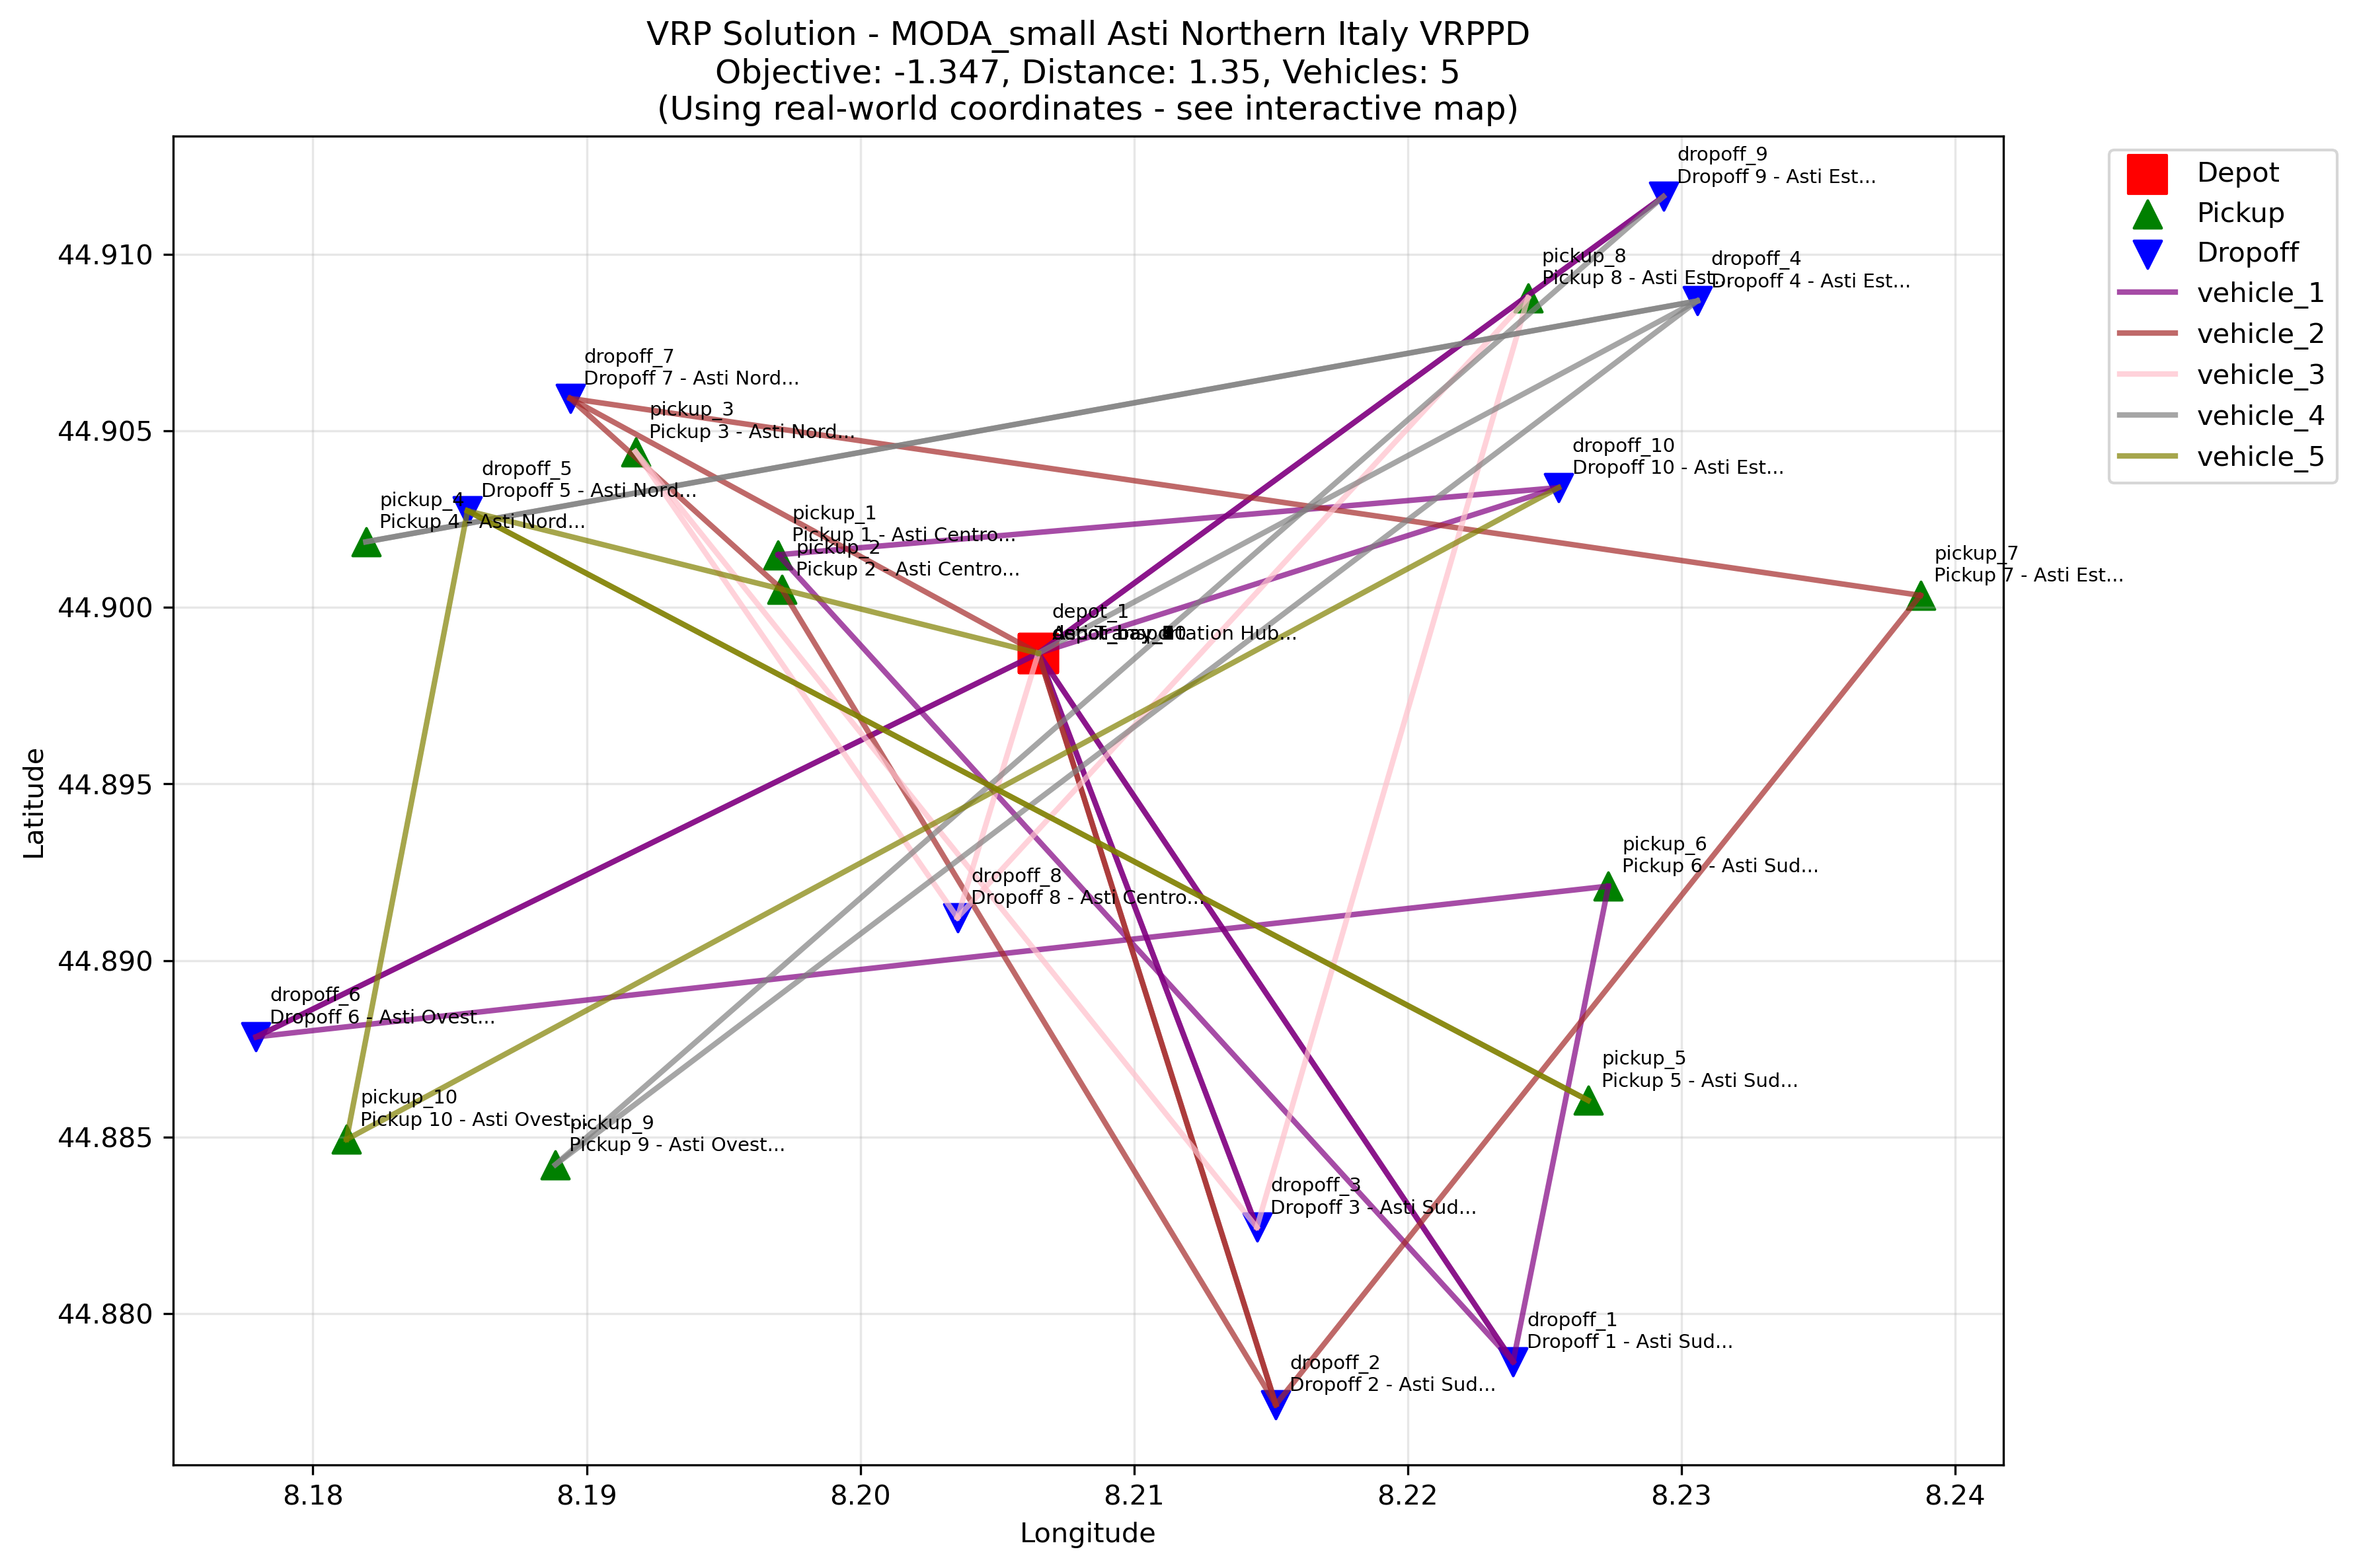 VRP Solution - MODA_small Asti Northern Italy VRPPD
Objective: -1.347, Distance: 1.35, Vehicles: 5
(Using real-world coordinates - see interactive map)
Depot
Pickup
Dropoff
vehicle_1
vehicle_2
vehicle_3
vehicle_4
vehicle_5
dropoff_9
Dropoff 9 - Asti Est...
pickup_8
Pickup 8 - Asti Est...
dropoff_4
Dropoff 4 - Asti Est...
dropoff_7
Dropoff 7 - Asti Nord...
pickup_3
Pickup 3 - Asti Nord...
dropoff_5
Dropoff 5 - Asti Nord...
pickup_4
Pickup 4 - Asti Nord...
dropoff_10
Dropoff 10 - Asti Est...
pickup_1
Pickup 1 - Asti Centro...
pickup_2
Pickup 2 - Asti Centro...
pickup_7
Pickup 7 - Asti Est...
depot_1
Hub...
pickup_6
Pickup 6 - Asti Sud...
dropoff_8
Dropoff 8 - Asti Centro...
dropoff_6
Dropoff 6 - Asti Ovest...
pickup_5
Pickup 5 - Asti Sud...
pickup_10
Pickup 10 - Asti Ovest...
pickup_9
Pickup 9 - Asti Ovest...
dropoff_3
Dropoff 3 - Asti Sud...
dropoff_1
Dropoff 1 - Asti Sud...
dropoff_2
Dropoff 2 - Asti Sud...
44.910
44.905
44.900
44.895
44.890
44.885
44.880
Latitude
8.18
8.19
8.20
8.21
8.22
8.23
8.24
Longitude